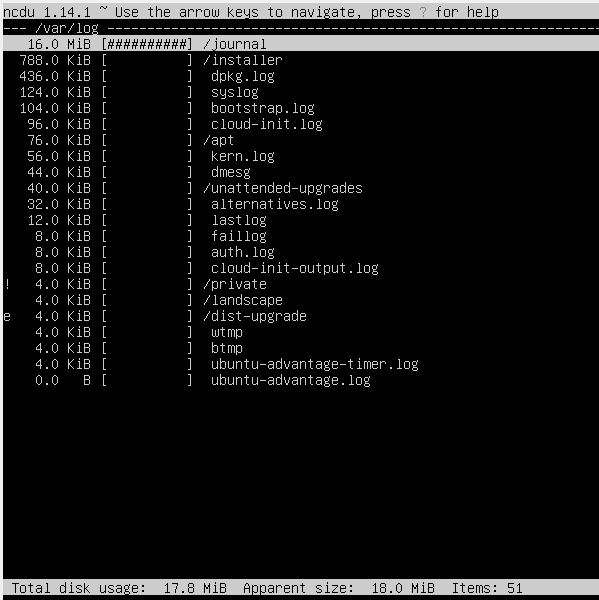 ncdu 1.14.1 ~ Use the arrow keys to navigate, press ? for help
--- /var/log --------------------------------------------------------------
   16.0 MiB [##########] /journal
  788.0 KiB [          ] /installer
  436.0 KiB [          ]  dpkg.log
  124.0 KiB [          ]  syslog
  104.0 KiB [          ]  bootstrap.log
   96.0 KiB [          ]  cloud-init.log
   76.0 KiB [          ] /apt
   56.0 KiB [          ]  kern.log
   44.0 KiB [          ]  dmesg
   40.0 KiB [          ] /unattended-upgrades
   32.0 KiB [          ]  alternatives.log
   12.0 KiB [          ]  lastlog
    8.0 KiB [          ]  faillog
    8.0 KiB [          ]  auth.log
    8.0 KiB [          ]  cloud-init-output.log
!   4.0 KiB [          ] /private
    4.0 KiB [          ] /landscape
e   4.0 KiB [          ] /dist-upgrade
    4.0 KiB [          ]  wtmp
    4.0 KiB [          ]  btmp
    4.0 KiB [          ]  ubuntu-advantage-timer.log
    0.0   B [          ]  ubuntu-advantage.log
Total disk usage:  17.8 MiB  Apparent size:  18.0 MiB  Items: 51